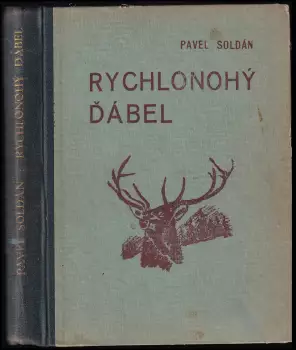 PAVEL SOLDÁN
RYCHLONOHÝ
ĎÁBEL
PAVEL SOLDÁN RYCHLONOHÝ ĎÁBEL